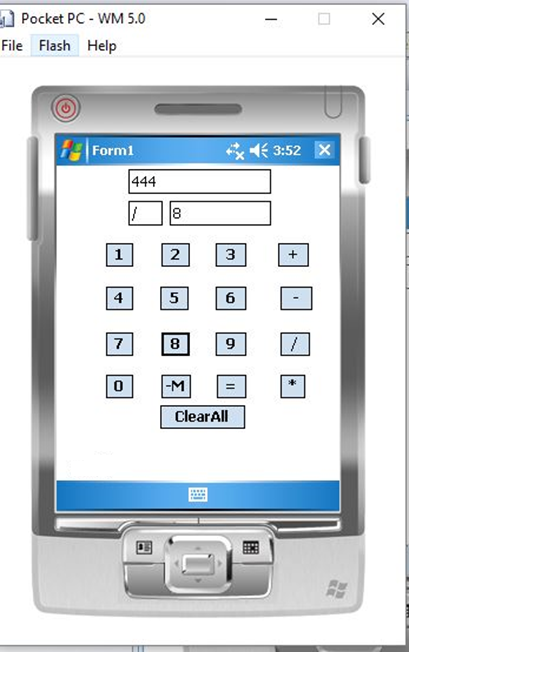 Pocket PC - WM 5.0
File Flash Help
Form1 3:52
444
/ 8
1 2 3 +
4 5 6 -
7 8 9 /
0 -M = *
ClearAll